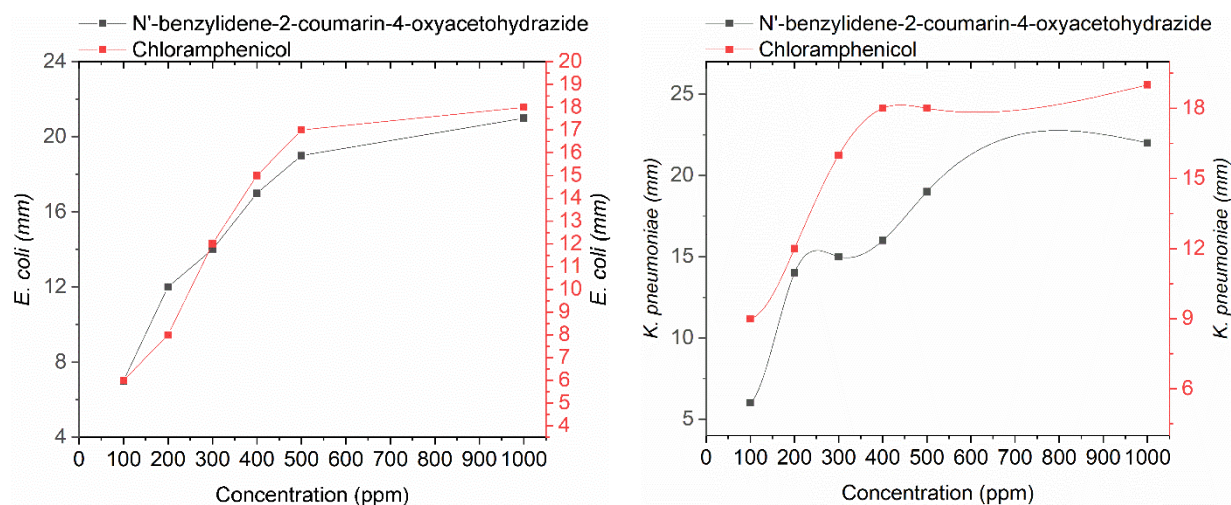 N'-benzylidene-2-coumarin-4-oxyacetohydrazide
Chloramphenicol
24
20
16
12
8
4
E. coli (mm)
20
19
18
17
16
15
14
13
12
11
10
9
8
7
6
5
4
E. coli (mm)
0 100 200 300 400 500 600 700 800 900 1000
Concentration (ppm)
N'-benzylidene-2-coumarin-4-oxyacetohydrazide
Chloramphenicol
25
20
15
10
5
K. pneumoniae (mm)
18
15
12
9
6
K. pneumoniae (mm)
0 100 200 300 400 500 600 700 800 900 1000
Concentration (ppm)